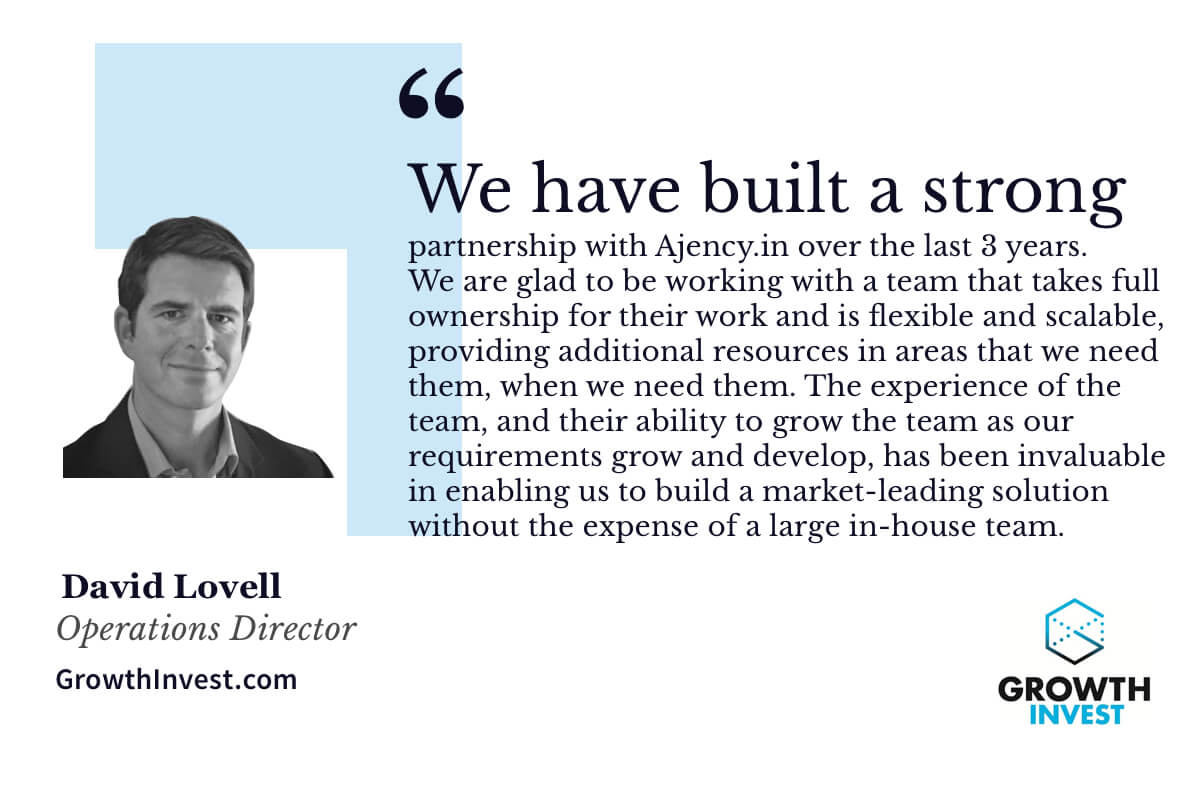 “
We have built a strong
partnership with Ajency.in over the last 3 years.
We are glad to be working with a team that takes full
ownership for their work and is flexible and scalable,
providing additional resources in areas that we need
them, when we need them. The experience of the
team, and their ability to grow the team as our
requirements grow and develop, has been invaluable
in enabling us to build a market-leading solution
without the expense of a large in-house team.
David Lovell
Operations Director
GrowthInvest.com
GROWTH
INVEST